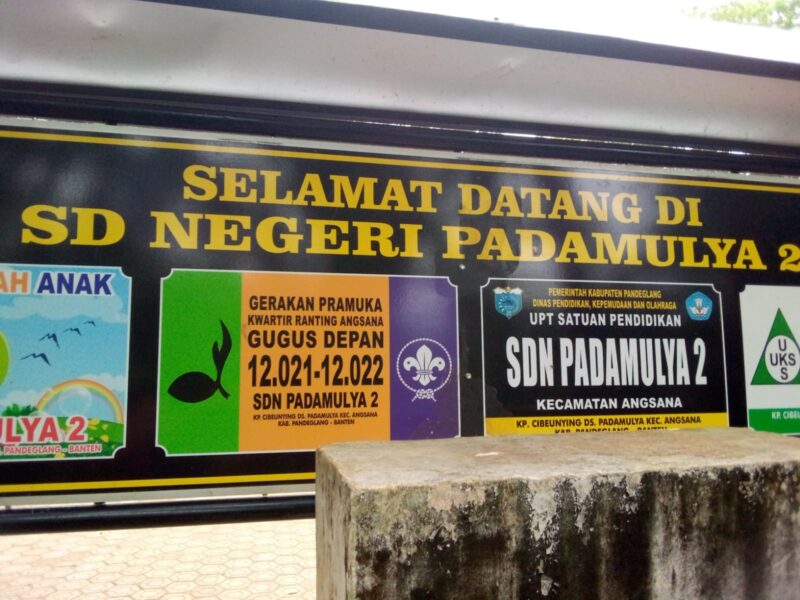 SELAMAT DATANG DI
SD NEGERI PADAMULYA 2
AH ANAK
ULYA 2
PANDEGLANG - BANTEN
GERAKAN PRAMUKA
KWARTIR RANTING ANGSANA
GUGUS DEPAN
12.021-12.022
SDN PADAMULYA 2
KP. CIBEUNYING DS. PADAMULYA KEC. ANGSANA
KAB. PANDEGLANG - BANTEN
PEMERINTAH KABUPATEN PANDEGLANG
DINAS PENDIDIKAN, KEPEMUDAAN DAN OLAHRAGA
UPT SATUAN PENDIDIKAN
SDN PADAMULYA 2
KECAMATAN ANGSANA
KP. CIBEUNYING DS. PADAMULYA KEC. ANGSANA
KAB. PANDEGLANG - BANTEN
U
UKS
S
KP. CIBEU